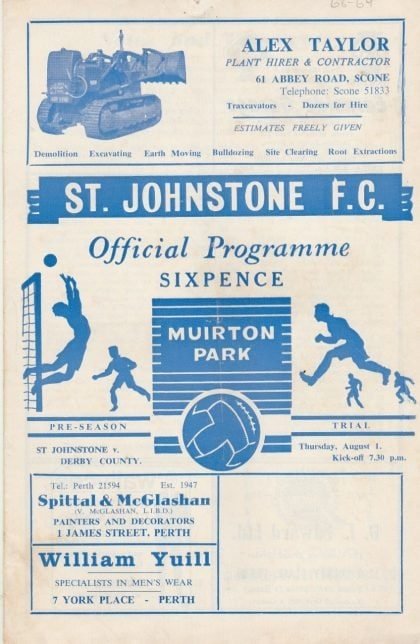 68-69
ALEX TAYLOR
PLANT HIRER & CONTRACTOR
61 ABBEY ROAD, SCONE
Telephone: Scone 51833
Traxcavators - Dozers for Hire
ESTIMATES FREELY GIVEN
Demolition Excavating Earth Moving Bulldozing Site Clearing Root Extractions
ST. JOHNSTONE F.C.
Official Programme
SIXPENCE
MUIRTON
PARK
PRE-SEASON
TRIAL
ST JOHNSTONE v.
DERBY COUNTY.
Thursday, August 1.
Kick-off 7.30 p.m.
Tel.: Perth 21594 Est. 1947
Spittal & McGlashan
(V. McGLASHAN, L.I.B.D.)
PAINTERS AND DECORATORS
1 JAMES STREET, PERTH
William Yuill
SPECIALISTS IN MEN'S WEAR
7 YORK PLACE - PERTH